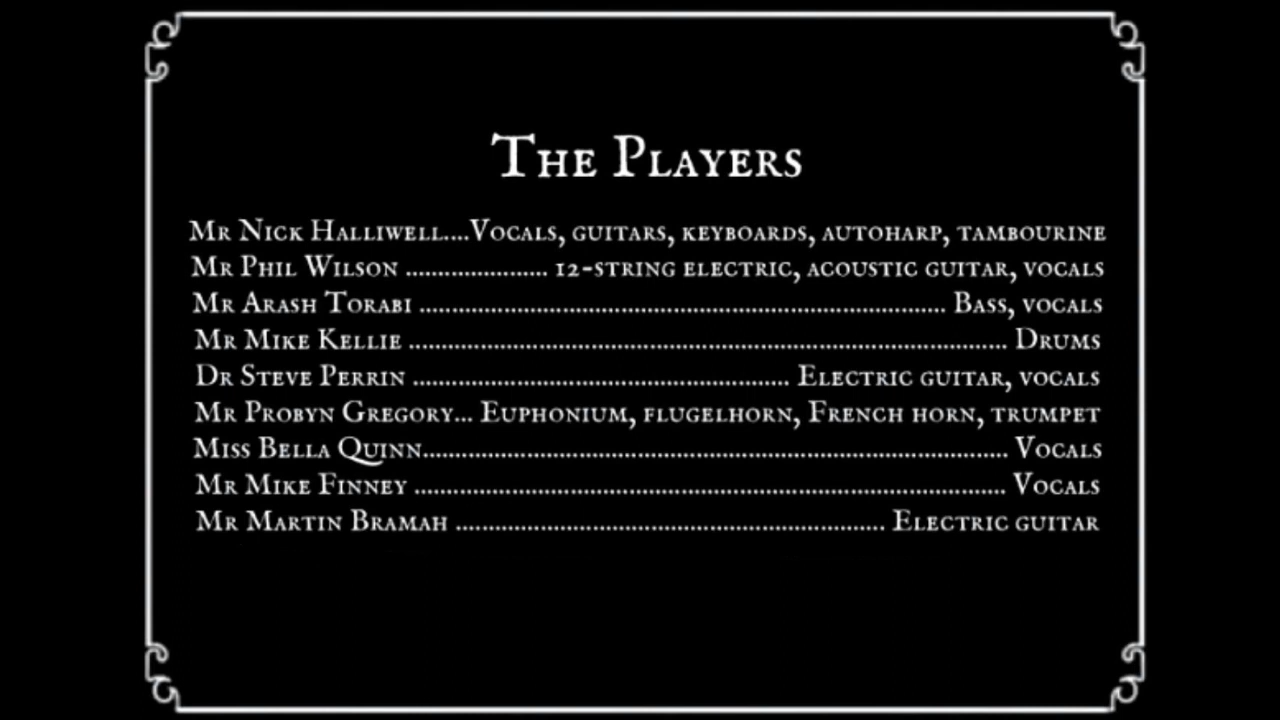 The Players
Mr Nick Halliwell....Vocals, guitars, keyboards, autoharp, tambourine
Mr Phil Wilson ...................... 12-string electric, acoustic guitar, vocals
Mr Arash Torabi ................................................................................. Bass, vocals
Mr Mike Kellie ............................................................................................ Drums
Dr Steve Perrin .......................................................... Electric guitar, vocals
Mr Probyn Gregory... Euphonium, flugelhorn, French horn, trumpet
Miss Bella Quinn.......................................................................................... Vocals
Mr Mike Finney ........................................................................................... Vocals
Mr Martin Bramah .................................................................. Electric guitar